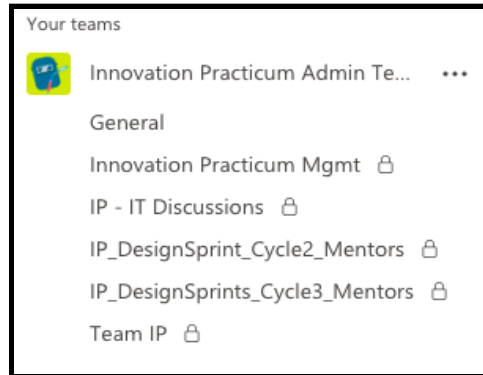 Your teams
Innovation Practicum Admin Te... ...
General
Innovation Practicum Mgmt
IP - IT Discussions
IP_DesignSprint_Cycle2_Mentors
IP_DesignSprints_Cycle3_Mentors
Team IP